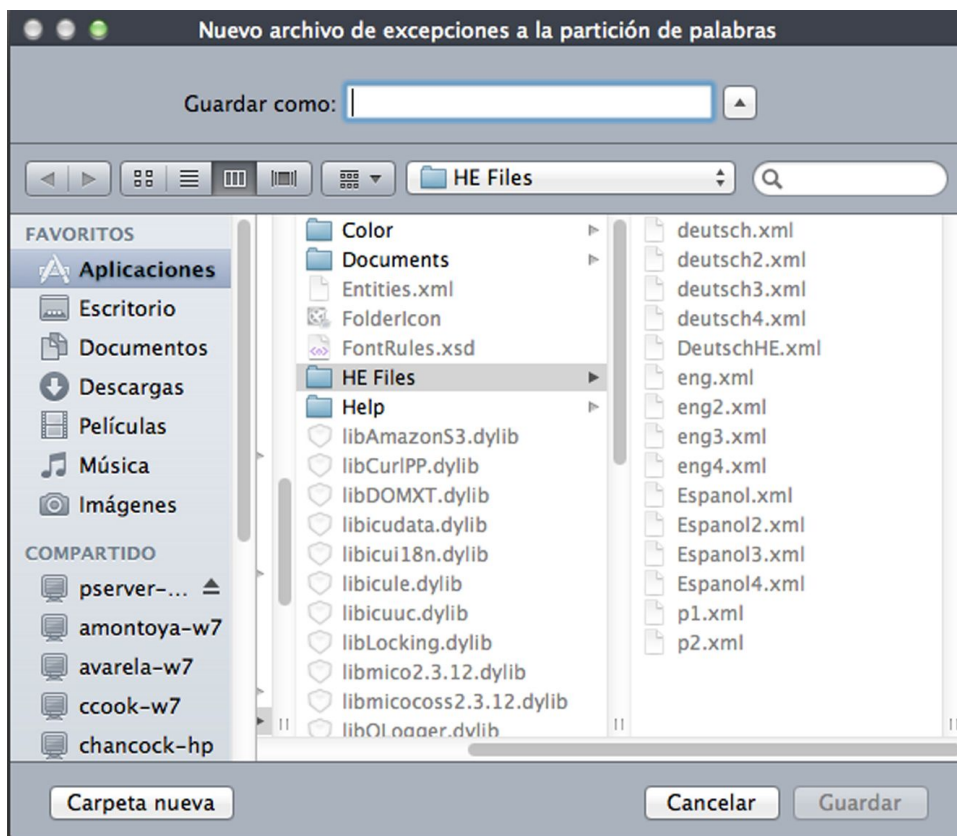 Nuevo archivo de excepciones a la partición de palabras
Guardar como:
HE Files
FAVORITOS
Aplicaciones
Escritorio
Documentos
Descargas
Películas
Música
Imágenes
COMPARTIDO
pserver-...
amontoya-w7
avarela-w7
ccook-w7
chancock-hp
Color
Documents
Entities.xml
FolderIcon
FontRules.xsd
HE Files
Help
libAmazonS3.dylib
libCurlPP.dylib
libDOMXT.dylib
libicudata.dylib
libicui18n.dylib
libicule.dylib
libicuuc.dylib
libLocking.dylib
libmico2.3.12.dylib
libmicocoss2.3.12.dylib
libQLogger.dylib
deutsch.xml
deutsch2.xml
deutsch3.xml
deutsch4.xml
DeutschHE.xml
eng.xml
eng2.xml
eng3.xml
eng4.xml
Espanol.xml
Espanol2.xml
Espanol3.xml
Espanol4.xml
p1.xml
p2.xml
Carpeta nueva
Cancelar
Guardar